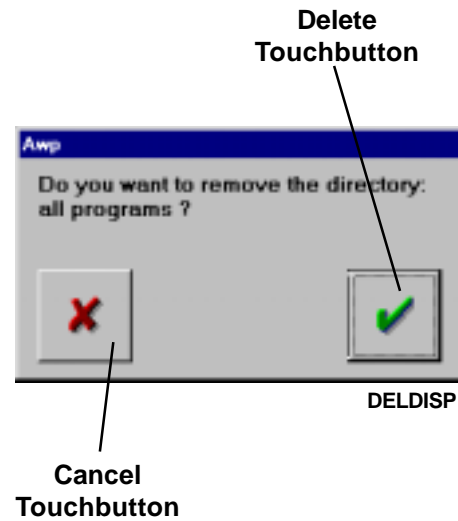 Delete
Touchbutton
Awp
Do you want to remove the directory:
all programs ?
DELDISP
Cancel
Touchbutton